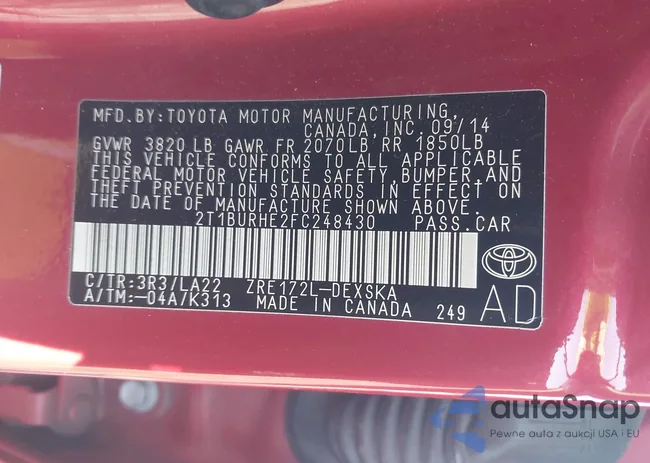 MFD. BY: TOYOTA MOTOR MANUFACTURING,
CANADA, INC. 09/14
GVWR 3820 LB GAWR FR 2070LB RR 1850LB
THIS VEHICLE CONFORMS TO ALL APPLICABLE
FEDERAL MOTOR VEHICLE SAFETY, BUMPER, AND
THEFT PREVENTION STANDARDS IN EFFECT ON
THE DATE OF MANUFACTURE SHOWN ABOVE.
2T1BURHE2FC248430 PASS. CAR
C/TR: 3R3/LA22 ZRE172L-DEXSKA
A/TM: -04A/K313 MADE IN CANADA 249
AD
autaSnap
Pewne auta z aukcji USA i EU